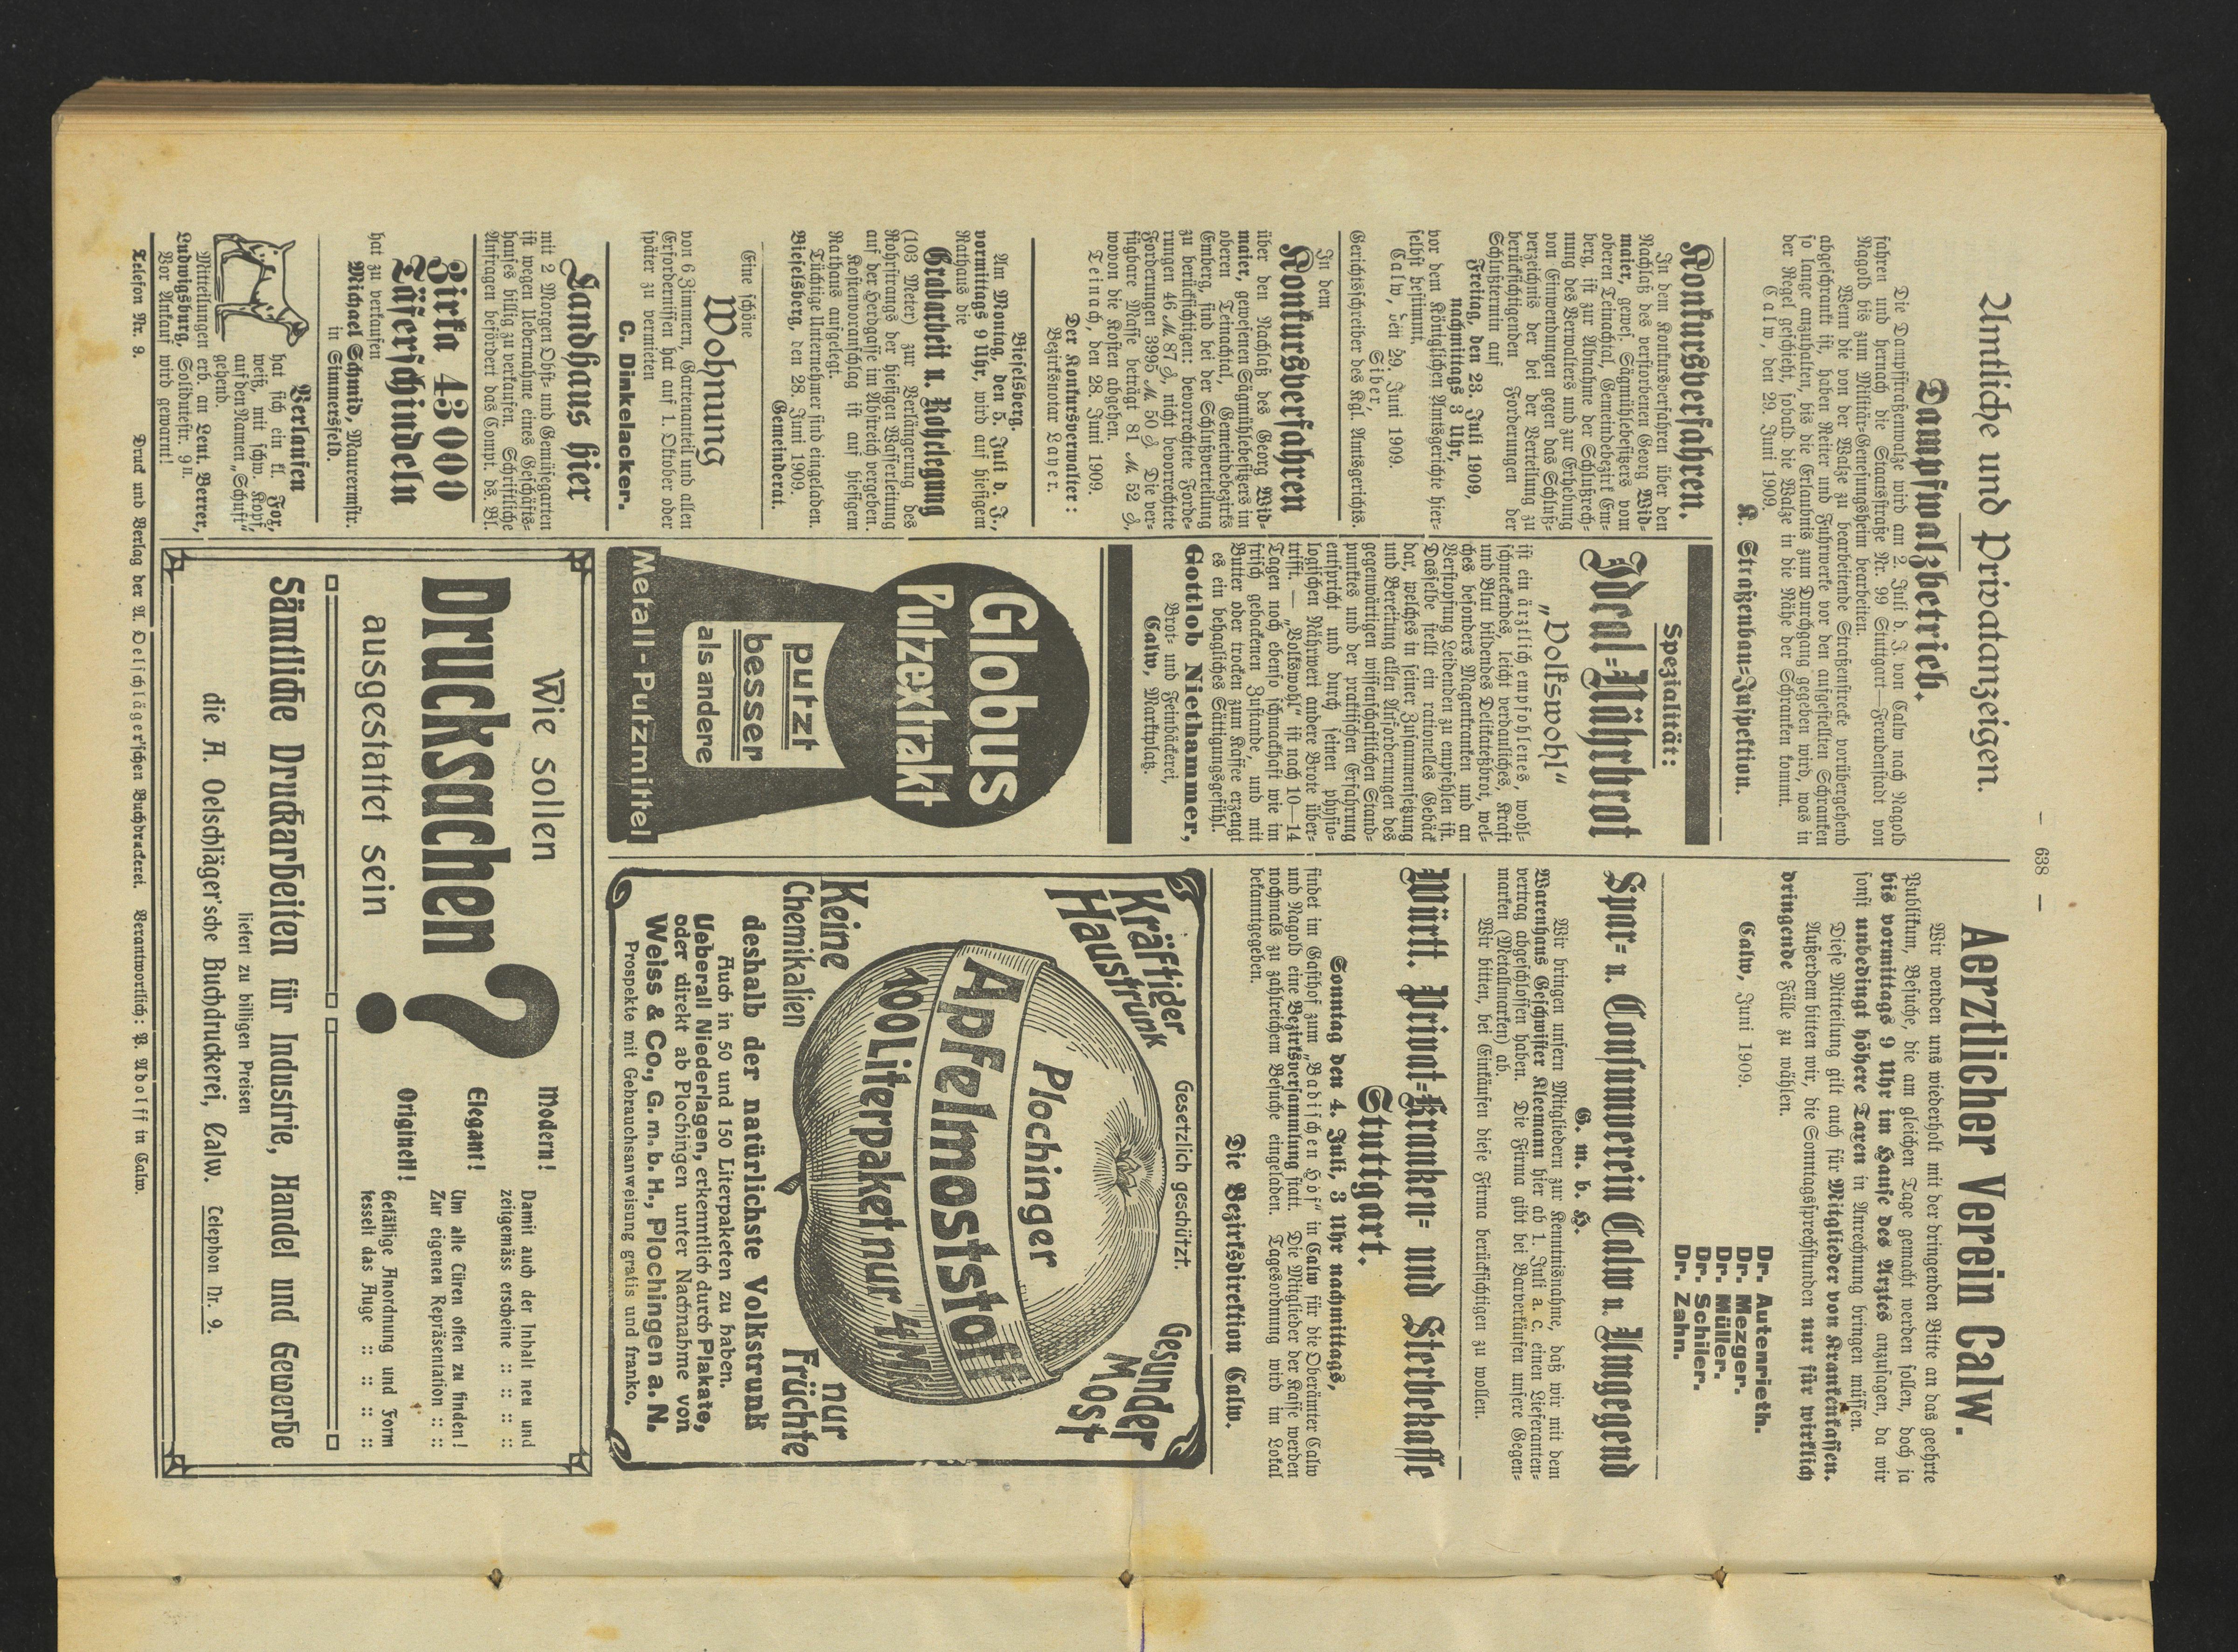 — 638 —
Amtliche und Privatanzeigen.
Dampfwalzbetrieb.
Die Dampfstraßenwalze wird am 2. Juli d. J. von Calw nach Nagold
fahren und hernach die Staatsstraße Nr. 99 Stuttgart—Freudenstadt von
Nagold bis zum Militär-Genesungsheim bearbeiten.
Wenn die von der Walze zu bearbeitende Straßenstrecke vorübergehend
abgeschrankt ist, haben Reiter und Fuhrwerke vor den aufgestellten Schranken
so lange anzuhalten, bis die Erlaubnis zum Durchgang gegeben wird, was in
der Regel geschieht, sobald die Walze in die Nähe der Schranken kommt.
Calw, den 29. Juni 1909.
K. Straßenbau-Inspektion.
Konkursverfahren.
In dem Konkursverfahren über den
Nachlaß des verstorbenen Georg Wid-
maier, gewes. Sägmühlebesitzers vom
oberen Teinachtal, Gemeindebezirk Em-
berg, ist zur Abnahme der Schlußrech-
nung des Verwalters und zur Erhebung
von Einwendungen gegen das Schluß-
verzeichnis der bei der Verteilung zu
berücksichtigenden Forderungen der
Schlußtermin auf
Freitag, den 23. Juli 1909,
nachmittags 3 Uhr,
vor dem Königlichen Amtsgerichte hier-
selbst bestimmt.
Calw, den 29. Juni 1909.
Siber,
Gerichtsschreiber des Kgl. Amtsgerichts.
In dem
Konkursverfahren
über den Nachlaß des Georg Wid-
maier, gewesenen Sägmühlebesitzers im
oberen Teinachtal, Gemeindebezirks
Emberg, sind bei der Schlußverteilung
zu berücksichtigen: bevorrechtete Forde-
rungen 46 M 87 ₰, nicht bevorrechtete
Forderungen 3995 M 50 ₰. Die ver-
fügbare Masse beträgt 81 M 52 ₰,
wovon die Kosten abgehen.
Teinach, den 28. Juni 1909.
Der Konkursverwalter:
Bezirksnotar Layer.
Bieselsberg.
Am Montag, den 5. Juli d. J.,
vormittags 9 Uhr, wird auf hiesigem
Rathaus die
Grabarbeit u. Rohrlegung
(103 Meter) zur Verlängerung des
Rohrstrangs der hiesigen Wasserleitung
auf der Herdgasse im Abstreich vergeben.
Kostenvoranschlag ist auf hiesigem
Rathaus aufgelegt.
Tüchtige Unternehmer sind eingeladen.
Bieselsberg, den 28. Juni 1909.
Gemeinderat.
Eine schöne
Wohnung
von 6 Zimmern, Gartenanteil und allen
Erfordernissen hat auf 1. Oktober oder
später zu vermieten
C. Dinkelacker.
Landhaus hier
mit 2 Morgen Obst- und Gemüsegarten
ist wegen Uebernahme eines Geschäfts-
hauses billig zu verkaufen. Schriftliche
Anfragen befördert das Compt. ds. Bl.
Zirka 43000
Täferschindeln
hat zu verkaufen
Michael Schmid, Maurermstr.
in Simmersfeld.
Verlaufen
hat sich ein kl. Fox,
weiß, mit schw. Kopf,
auf den Namen „Schuft“
gehend.
Mitteilungen erb. an Leut. Berrer,
Ludwigsburg, Solitudestr. 9 II.
Vor Ankauf wird gewarnt!
Spezialität:
Ideal-Nährbrot
„Volkswohl“
ist ein ärztlich empfohlenes, wohl-
schmeckendes, leicht verdauliches, Kraft
und Blut bildendes Delikateßbrot, wel-
ches besonders Magenkranken und an
Verstopfung Leidenden zu empfehlen ist.
Dasselbe stellt ein rationelles Gebäck
dar, welches in seiner Zusammensetzung
und Bereitung allen Anforderungen des
gegenwärtigen wissenschaftlichen Stand-
punktes und der praktischen Erfahrung
entspricht und durch seinen physio-
logischen Nährwert andere Brote über-
trifft. — „Volkswohl“ ist nach 10—14
Tagen noch ebenso schmackhaft wie im
frisch gebackenen Zustande, und mit
Butter oder trocken zum Kaffee erzeugt
es ein behagliches Sättigungsgefühl.
Gottlob Niethammer,
Brot- und Feinbäckerei,
Calw, Marktplatz.
Globus
Putzextrakt
putzt
besser
als andere
Metall-Putzmittel
Aerztlicher Verein Calw.
Wir wenden uns wiederholt mit der dringenden Bitte an das geehrte
Publikum, Besuche, die am gleichen Tage gemacht werden sollen, doch ja
bis vormittags 9 Uhr im Hause des Arztes anzusagen, da wir
sonst unbedingt höhere Taxen in Anrechnung bringen müssen.
Diese Mitteilung gilt auch für Mitglieder von Krankenkassen.
Außerdem bitten wir, die Sonntagssprechstunden nur für wirklich
dringende Fälle zu wählen.
Calw, Juni 1909.
Dr. Autenrieth.
Dr. Mezger.
Dr. Müller.
Dr. Schiler.
Dr. Zahn.
Spar- u. Consumverein Calw u. Umgegend
G. m. b. H.
Wir bringen unsern Mitgliedern zur Kenntnisnahme, daß wir mit dem
Warenhaus Geschwister Kleemann hier ab 1. Juli a. c. einen Lieferanten-
vertrag abgeschlossen haben. Die Firma gibt bei Barverkäufen unsere Gegen-
marken (Metallmarken) ab.
Wir bitten, bei Einkäufen diese Firma berücksichtigen zu wollen.
Württ. Privat-Kranken- und Sterbekasse
Stuttgart.
Sonntag den 4. Juli, 3 Uhr nachmittags,
findet im Gasthof zum „Badischen Hof“ in Calw für die Oberämter Calw
und Nagold eine Bezirksversammlung statt. Die Mitglieder der Kasse werden
nochmals zu zahlreichem Besuche eingeladen. Tagesordnung wird im Lokal
bekanntgegeben.
Die Bezirksdirektion Calw.
Gesetzlich geschützt.
Kräftiger
Haustrunk
Gesunder
Most
Plochinger
Apfelmoststoff
100 Literpaket nur 4 Mk.
Keine
Chemikalien
nur
Früchte
deshalb der natürlichste Volkstrunk
Auch in 50 und 150 Literpaketen zu haben.
Ueberall Niederlagen, erkenntlich durch Plakate,
oder direkt ab Plochingen unter Nachnahme von
Weiss & Co., G. m. b. H., Plochingen a. N.
Prospekte mit Gebrauchsanweisung gratis und franko.
Wie sollen
Drucksachen
ausgestattet sein
?
Modern!
Damit auch der Inhalt neu und
zeitgemäss erscheine :: :: :: ::
Elegant!
Um alle Türen offen zu finden!
Zur eigenen Repräsentation :: ::
Originell!
Gefällige Anordnung und Form
fesselt das Auge :: :: :: :: ::
Sämtliche Druckarbeiten für Industrie, Handel und Gewerbe
liefert zu billigen Preisen
die A. Oelschläger'sche Buchdruckerei, Calw. Telephon Nr. 9.
Telefon Nr. 9. Druck und Verlag der A. Oelschläger'schen Buchdruckerei. Verantwortlich: P. Adolff in Calw.